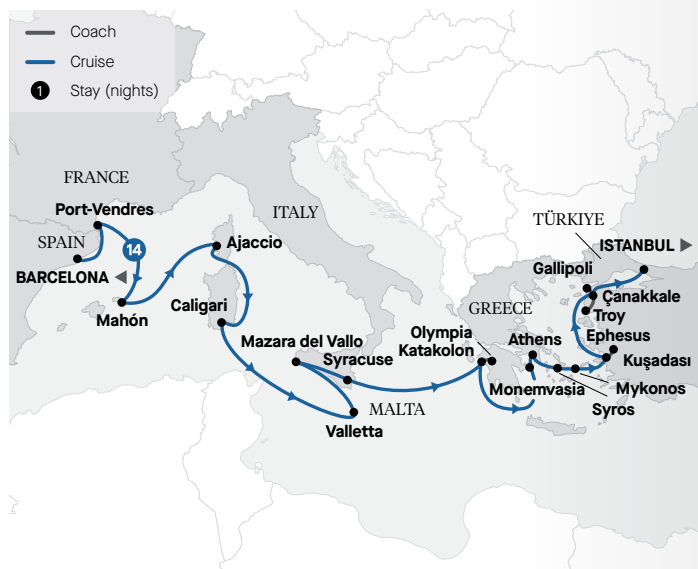 Coach
Cruise
1 Stay (nights)
FRANCE
Port-Vendres
SPAIN
14
BARCELONA
Mahón
Ajaccio
ITALY
Caligari
Mazara del Vallo
Syracuse
MALTA
Valletta
TÜRKIYE
ISTANBUL
Gallipoli
Çanakkale
GREECE
Troy
Olympia
Katakolon
Athens
Ephesus
Kuşadası
Monemvasia
Mykonos
Syros